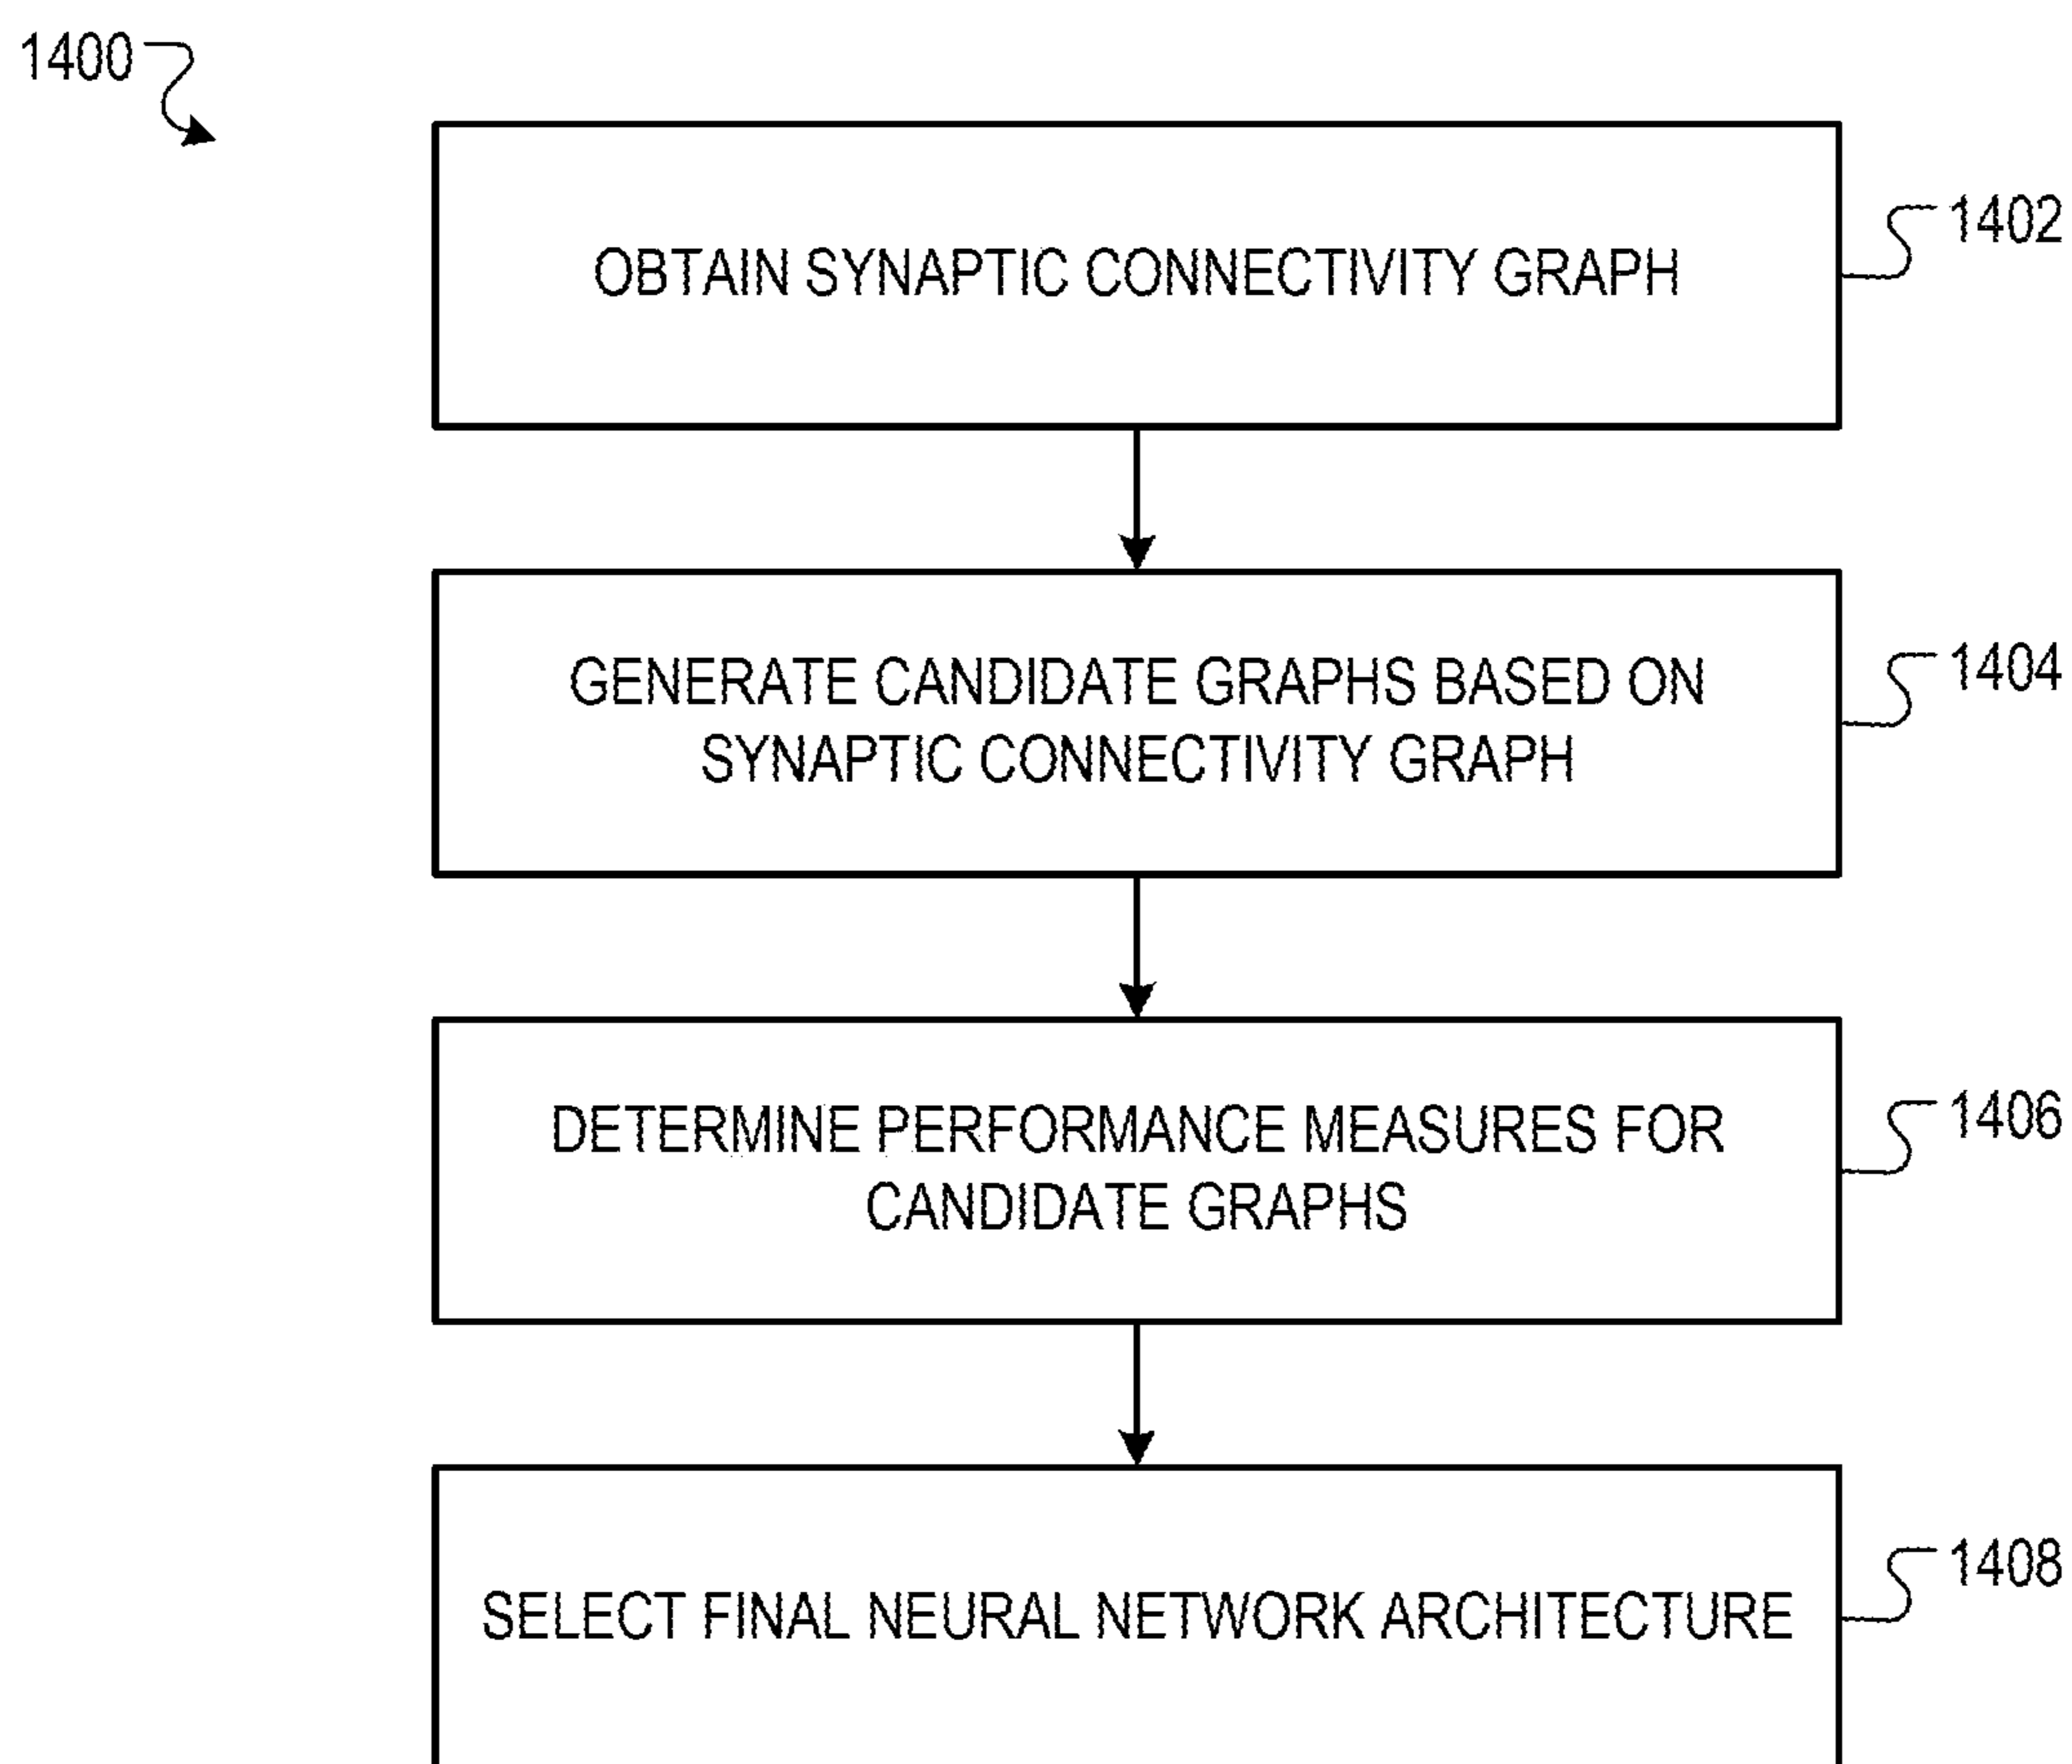 1400
OBTAIN SYNAPTIC CONNECTIVITY GRAPH
1402
GENERATE CANDIDATE GRAPHS BASED ON
SYNAPTIC CONNECTIVITY GRAPH
1404
DETERMINE PERFORMANCE MEASURES FOR
CANDIDATE GRAPHS
1406
SELECT FINAL NEURAL NETWORK ARCHITECTURE
1408